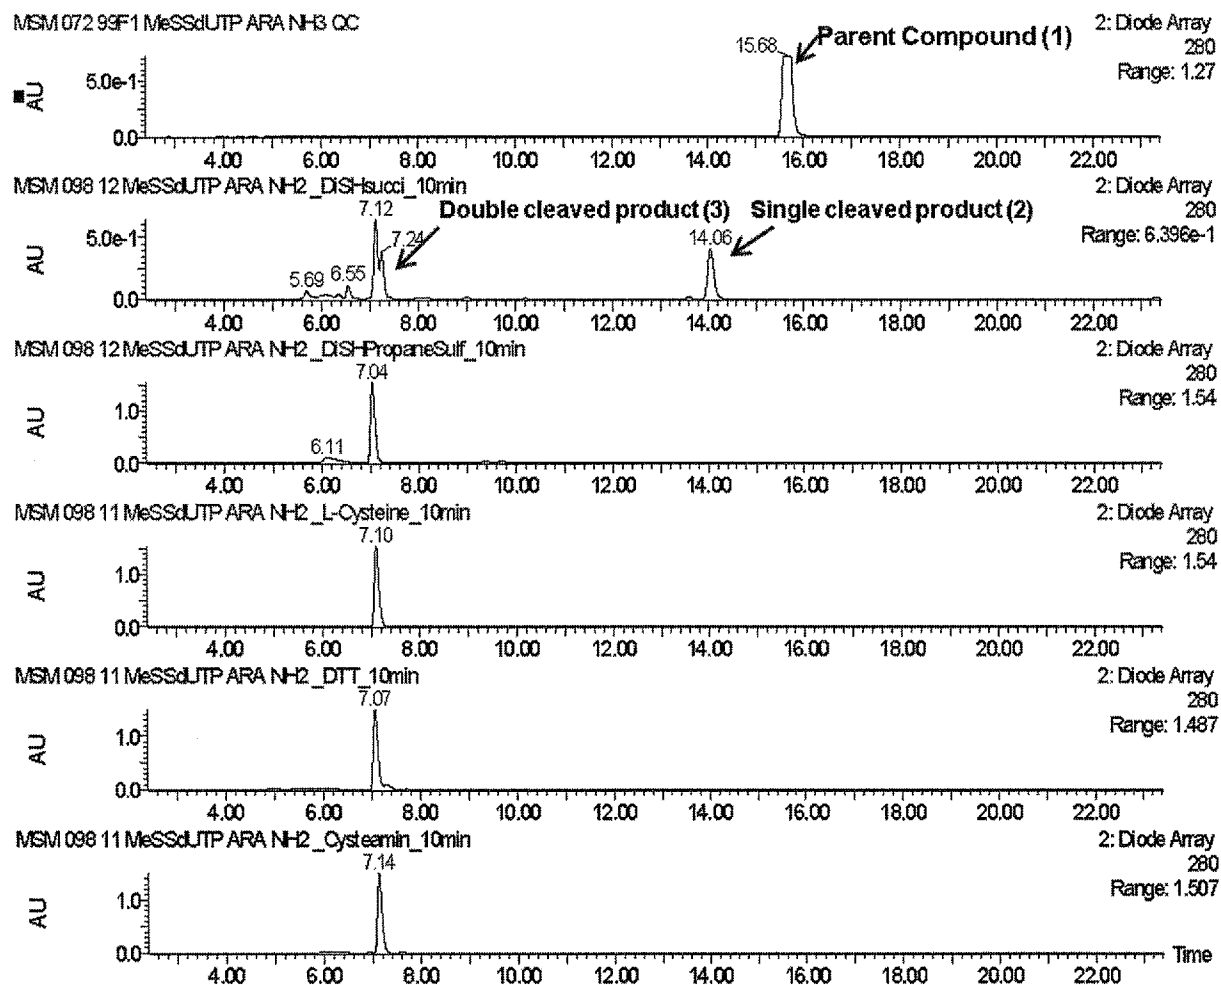 MSM 072 99F1 MeSSdUTP ARA NH3 QC
2: Diode Array
280
Range: 1.27
15.68
Parent Compound (1)
5.0e-1
AU
0.0
4.00 6.00 8.00 10.00 12.00 14.00 16.00 18.00 20.00 22.00
MSM 098 12 MeSSdUTP ARA NH2_DiSHsucci_10min
2: Diode Array
280
Range: 6.396e-1
7.12
Double cleaved product (3)
Single cleaved product (2)
7.24
14.06
5.0e-1
AU
5.69
6.55
0.0
4.00 6.00 8.00 10.00 12.00 14.00 16.00 18.00 20.00 22.00
MSM 098 12 MeSSdUTP ARA NH2_DiSHPropaneSulf_10min
2: Diode Array
280
Range: 1.54
7.04
1.0
AU
6.11
0.0
4.00 6.00 8.00 10.00 12.00 14.00 16.00 18.00 20.00 22.00
MSM 098 11 MeSSdUTP ARA NH2_L-Cysteine_10min
2: Diode Array
280
Range: 1.54
7.10
1.0
AU
0.0
4.00 6.00 8.00 10.00 12.00 14.00 16.00 18.00 20.00 22.00
MSM 098 11 MeSSdUTP ARA NH2_DTT_10min
2: Diode Array
280
Range: 1.487
7.07
1.0
AU
0.0
4.00 6.00 8.00 10.00 12.00 14.00 16.00 18.00 20.00 22.00
MSM 098 11 MeSSdUTP ARA NH2_Cysteamin_10min
2: Diode Array
280
Range: 1.507
7.14
1.0
AU
0.0
Time
4.00 6.00 8.00 10.00 12.00 14.00 16.00 18.00 20.00 22.00